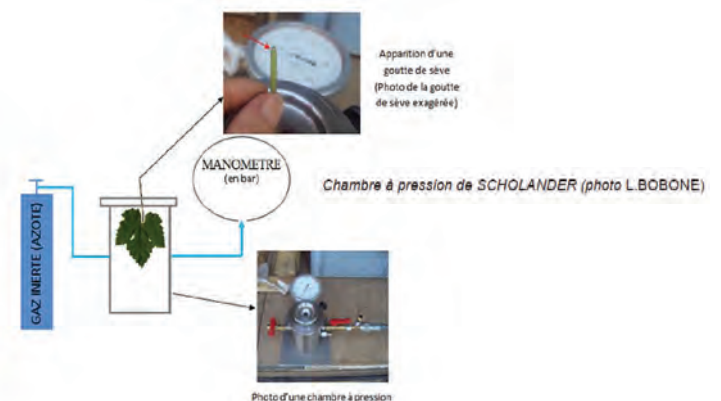 Apparition d'une
goutte de sève
(Photo de la goutte
de sève exagérée)
MANOMETRE
(en bar)
Chambre à pression de SCHOLANDER (photo L.BOBONE)
GAZ INERTE (AZOTE)
Photo d'une chambre à pression